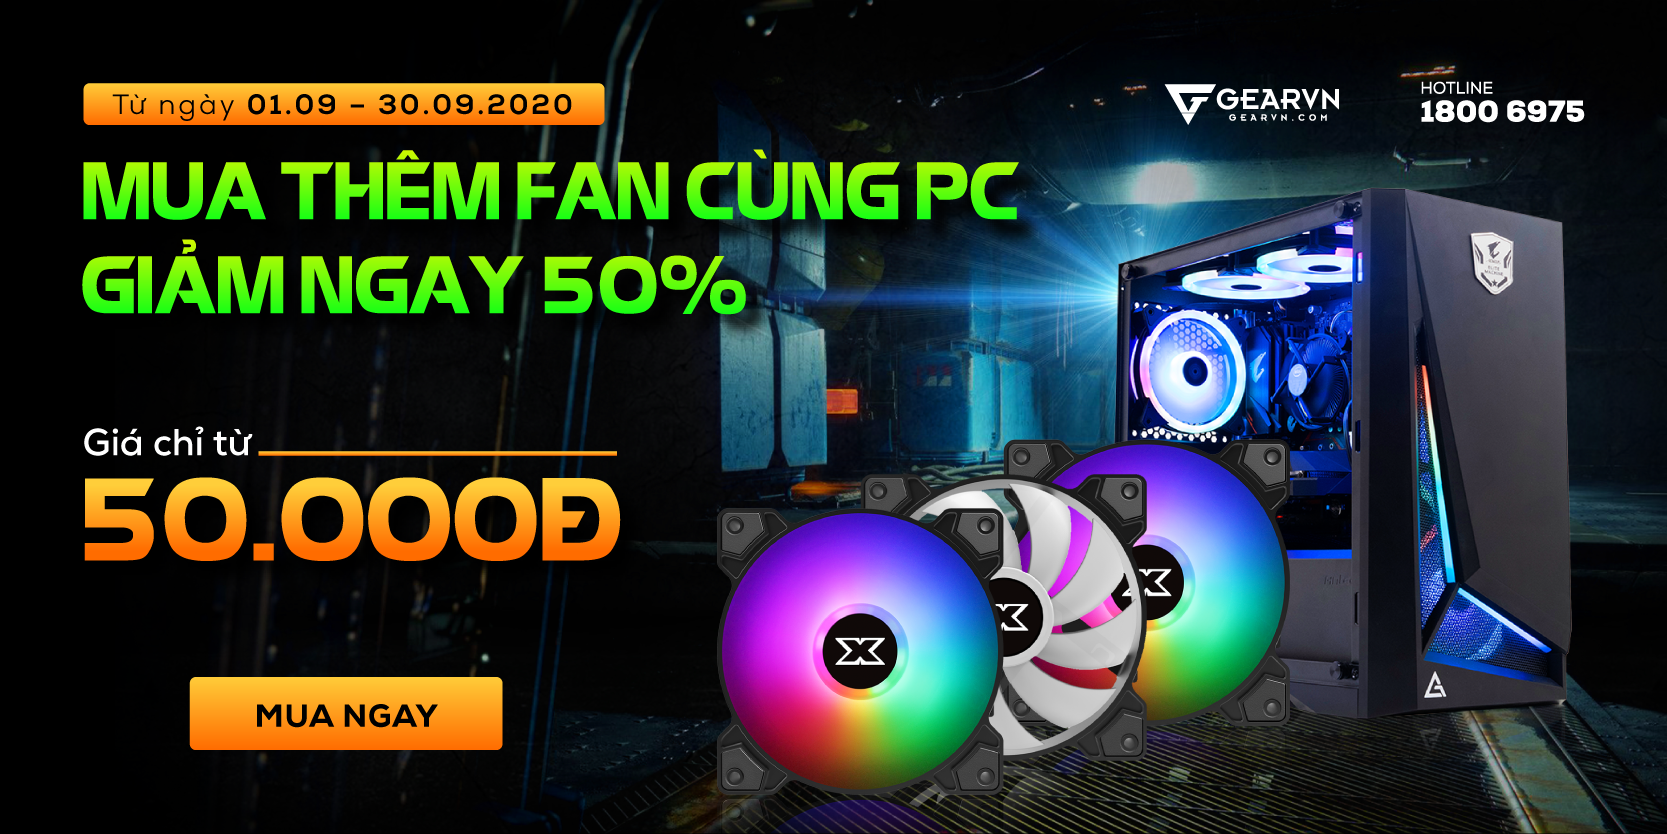 Từ ngày 01.09 – 30.09.2020
GEARVN
GEARVN.COM
HOTLINE
1800 6975
MUA THÊM FAN CÙNG PC
GIẢM NGAY 50%
Giá chỉ từ
50.000Đ
MUA NGAY